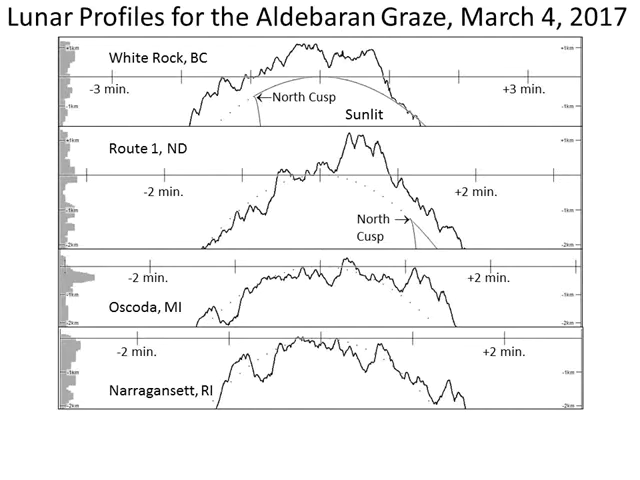 Lunar Profiles for the Aldebaran Graze, March 4, 2017
White Rock, BC
+1km
+1km
-3 min.
+3 min.
North Cusp
-1km
-1km
Sunlit
+1km
+1km
Route 1, ND
-2 min.
+2 min.
-1km
-1km
North
Cusp
-2km
-2km
-2 min.
+2 min.
-1km
-1km
Oscoda, MI
-2km
-2km
-2 min.
+2 min.
-1km
-1km
Narragansett, RI
-2km
-2km